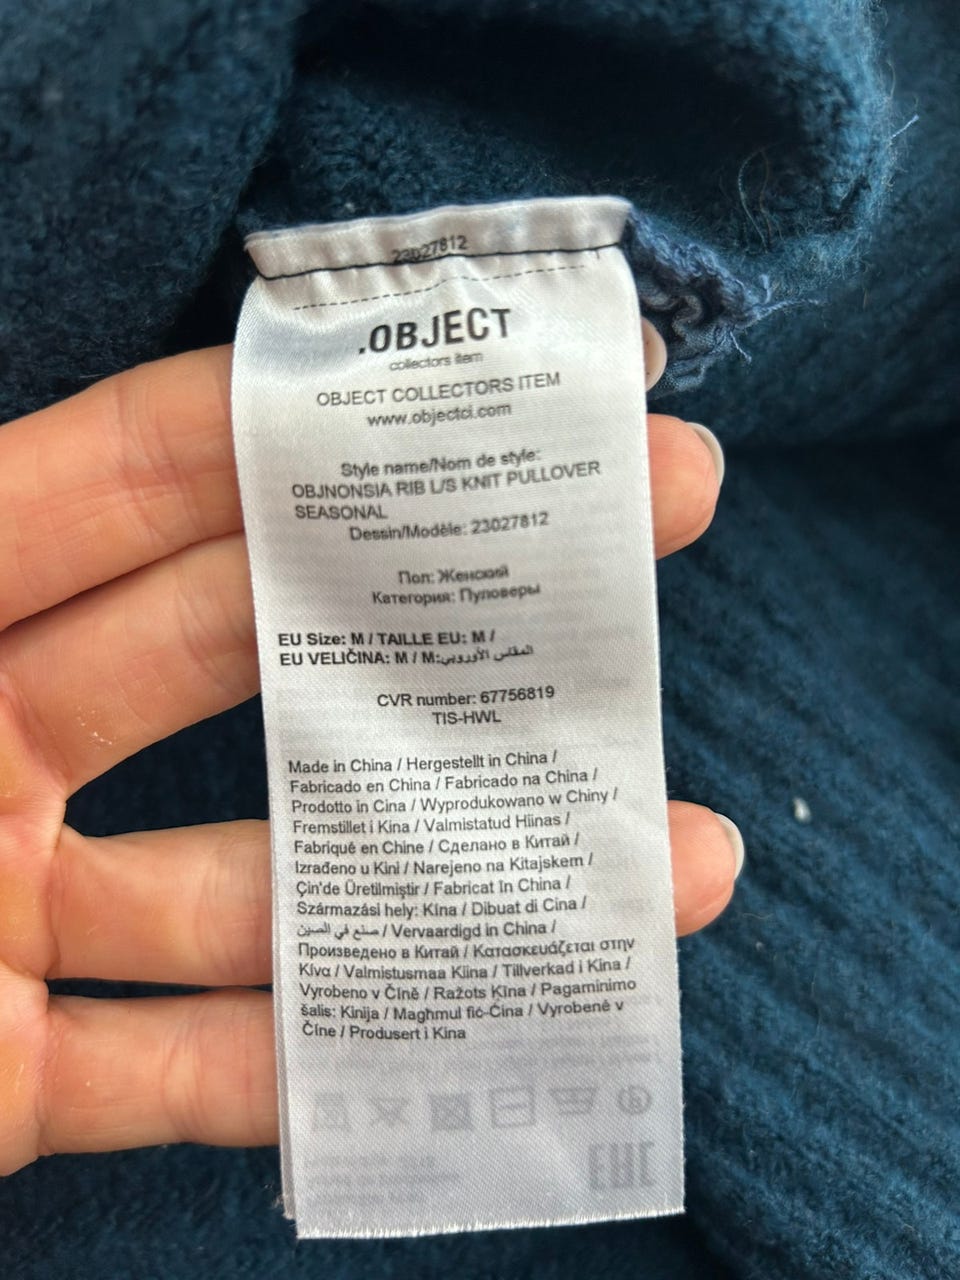 23027812
.OBJECT
collectors item
OBJECT COLLECTORS ITEM
www.objectci.com
Style name/Nom de style:
OBJNONSIA RIB L/S KNIT PULLOVER
SEASONAL
Dessin/Modèle: 23027812
Пол: Женский
Категория: Пуловеры
EU Size: M / TAILLE EU: M /
EU VELIČINA: M / M:المقاس الأوروبي
CVR number: 67756819
TIS-HWL
Made in China / Hergestellt in China /
Fabricado en China / Fabricado na China /
Prodotto in Cina / Wyprodukowano w Chiny /
Fremstillet i Kina / Valmistatud Hiinas /
Fabriqué en Chine / Сделано в Китай /
Izrađeno u Kini / Narejeno na Kitajskem /
Çin'de Üretilmiştir / Fabricat în China /
Származási hely: Kína / Dibuat di Cina /
صنع في الصين / Vervaardigd in China /
Произведено в Китай / Κατασκευάζεται στην
Κίνα / Valmistusmaa Kiina / Tillverkad i Kina /
Vyrobeno v Číně / Ražots Ķīna / Pagaminimo
šalis: Kinija / Magħmul fiċ-Ċina / Vyrobené v
Číne / Produsert i Kina